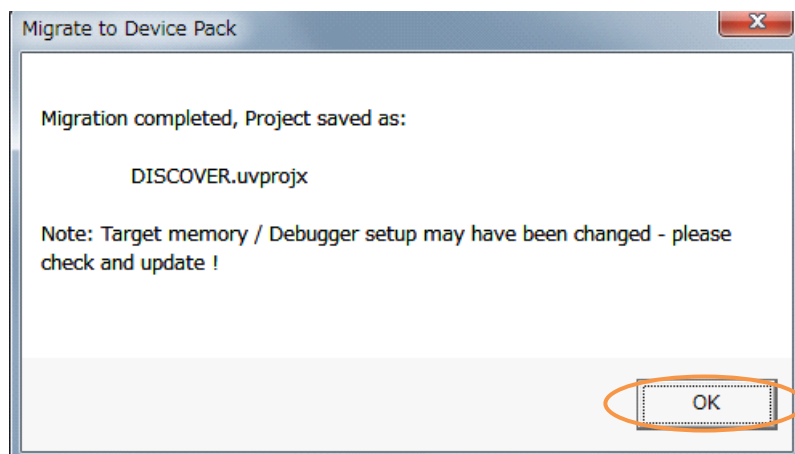 Migrate to Device Pack
Migration completed, Project saved as:
DISCOVER.uvprojx
Note: Target memory / Debugger setup may have been changed - please
check and update !
OK